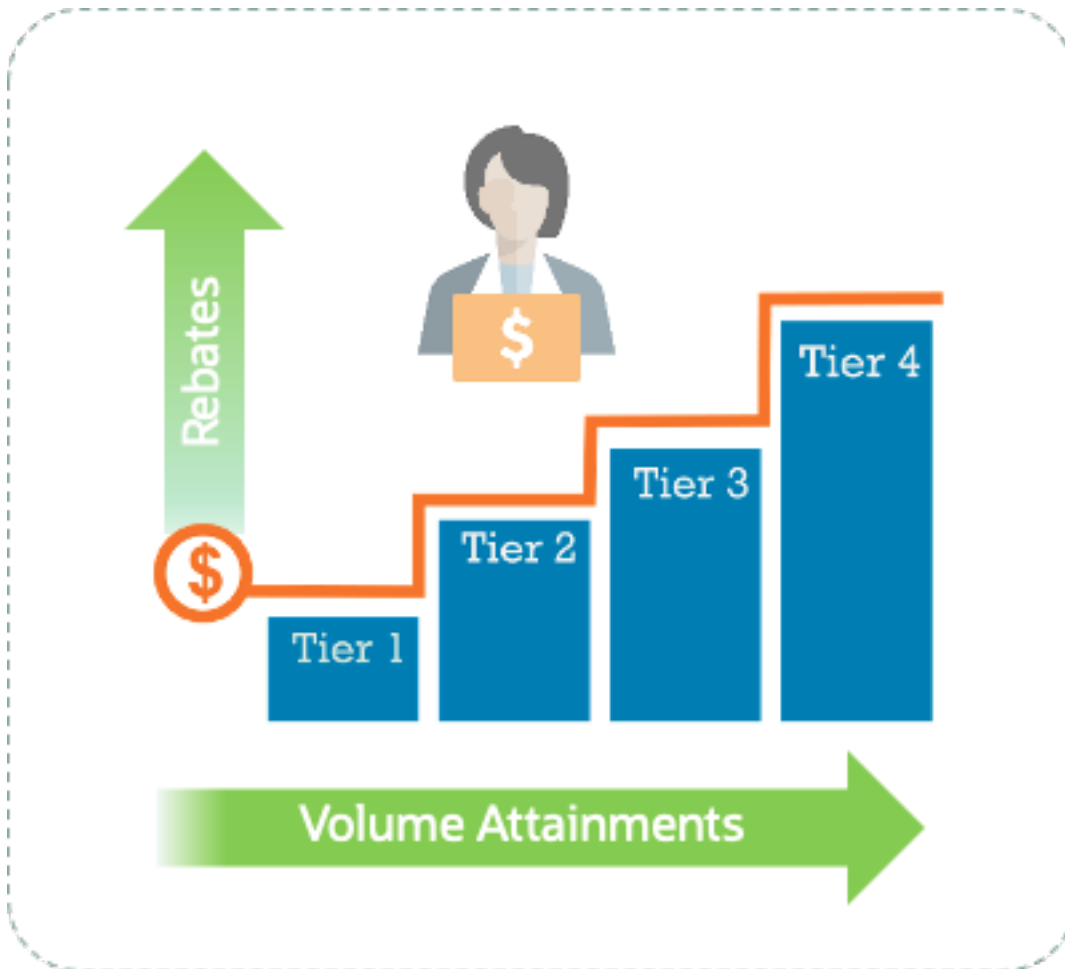 Rebates
$
$
Tier 4
Tier 3
Tier 2
Tier 1
Volume Attainments